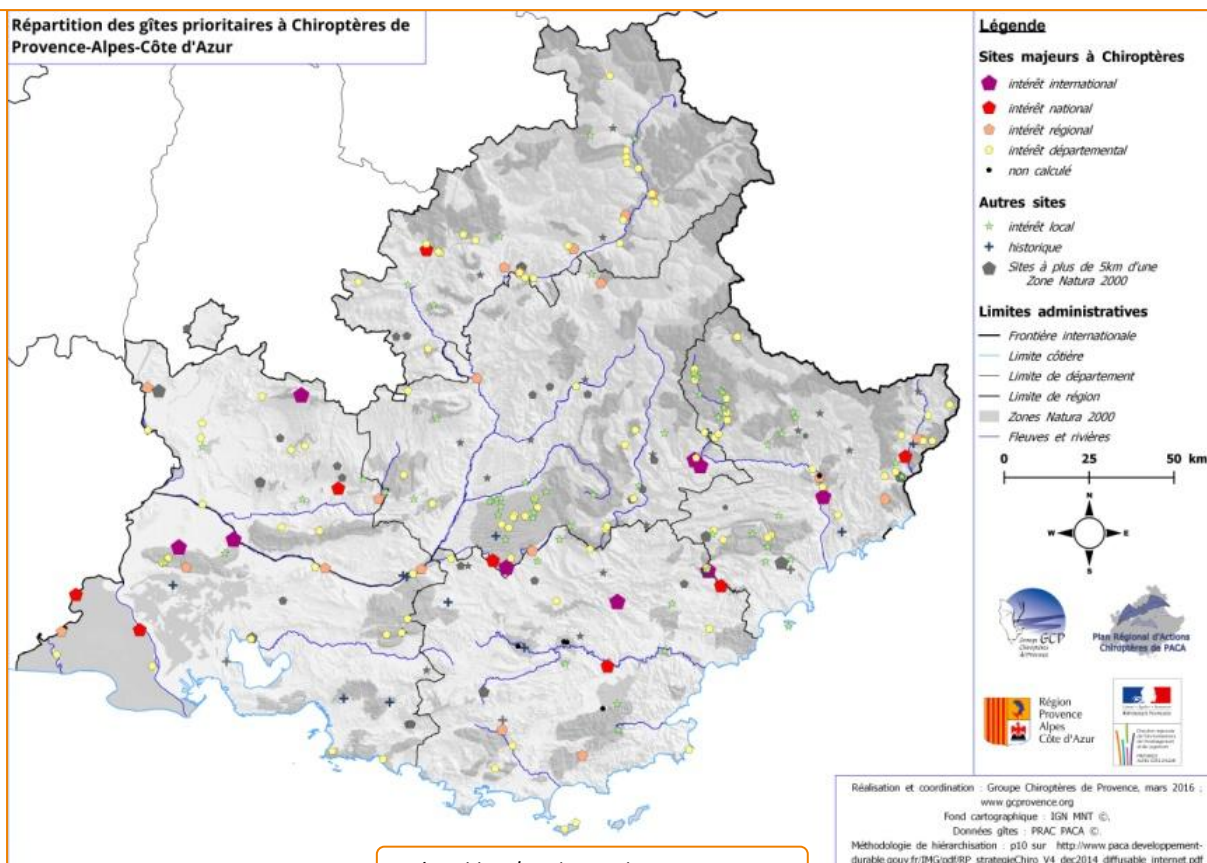 Répartition des gîtes prioritaires à Chiroptères de
Provence-Alpes-Côte d'Azur
Légende
Sites majeurs à Chiroptères
intérêt international
intérêt national
intérêt régional
intérêt départemental
non calculé
Autres sites
intérêt local
historique
Sites à plus de 5km d'une
Zone Natura 2000
Limites administratives
Frontière internationale
Limite côtière
Limite de département
Limite de région
Zones Natura 2000
Fleuves et rivières
0 25 50 km
N
W E
S
Groupe GCP
Chiroptères
de Provence
Plan Régional d'Actions
Chiroptères de PACA
Région
Provence
Alpes
Côte d'Azur
Réalisation et coordination : Groupe Chiroptères de Provence, mars 2016 ;
www.gcprovence.org
Fond cartographique : IGN MNT ©,
Données gîtes : PRAC PACA ©.
Méthodologie de hiérarchisation : p10 sur http://www.paca.developpement-
durable.gouv.fr/IMG/pdf/RP_strategieChiro_V4_dec2014_diffusable_internet.pdf